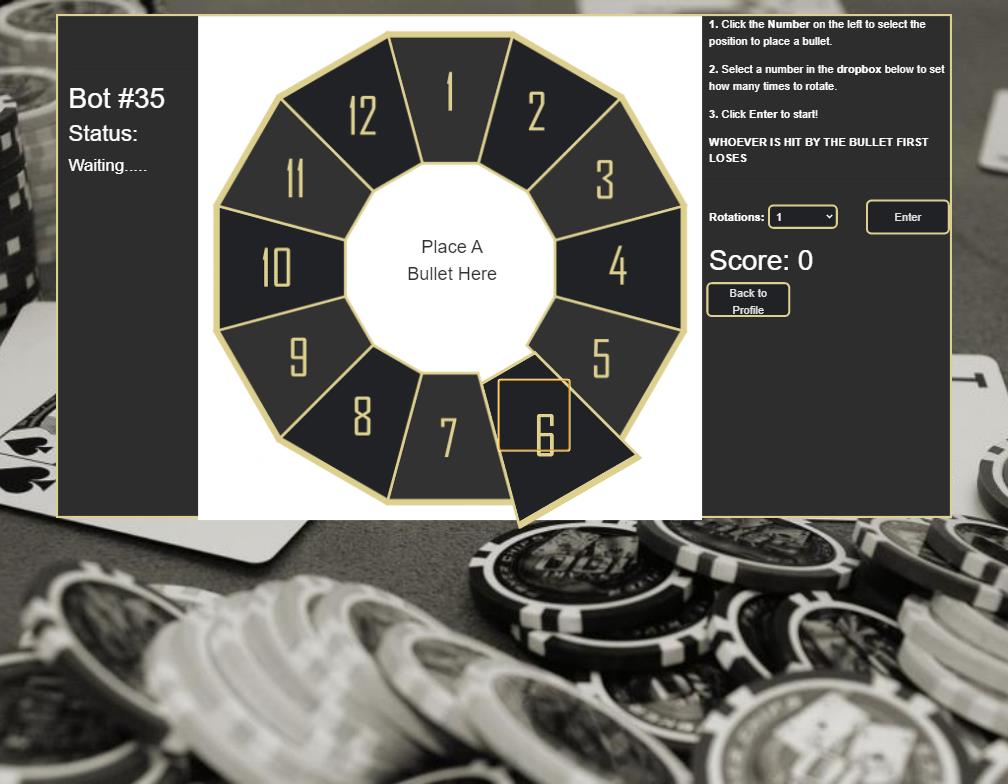 Bot #35
Status:
Waiting.....
1
2
3
4
5
6
7
8
9
10
11
12
Place A
Bullet Here
1. Click the Number on the left to select the
position to place a bullet.
2. Select a number in the dropbox below to set
how many times to rotate.
3. Click Enter to start!
WHOEVER IS HIT BY THE BULLET FIRST
LOSES
Rotations: 1 Enter
Score: 0
Back to
Profile